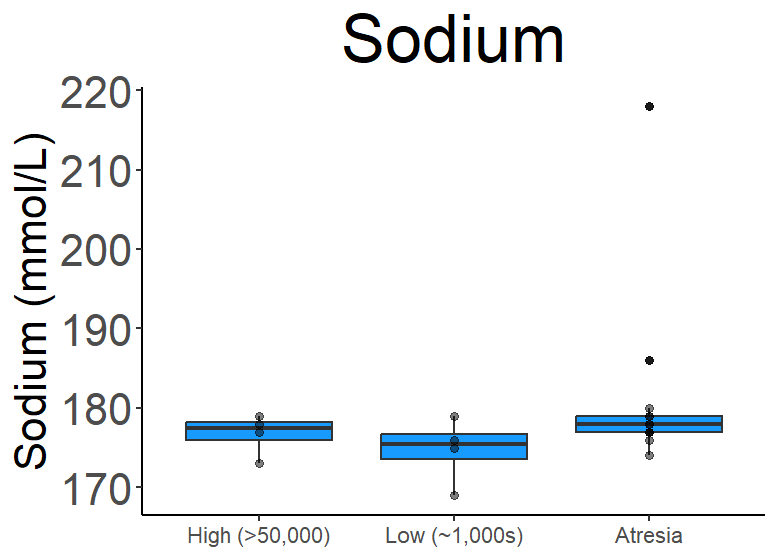 Sodium
Sodium (mmol/L)
220
210
200
190
180
170
High (>50,000)
Low (~1,000s)
Atresia